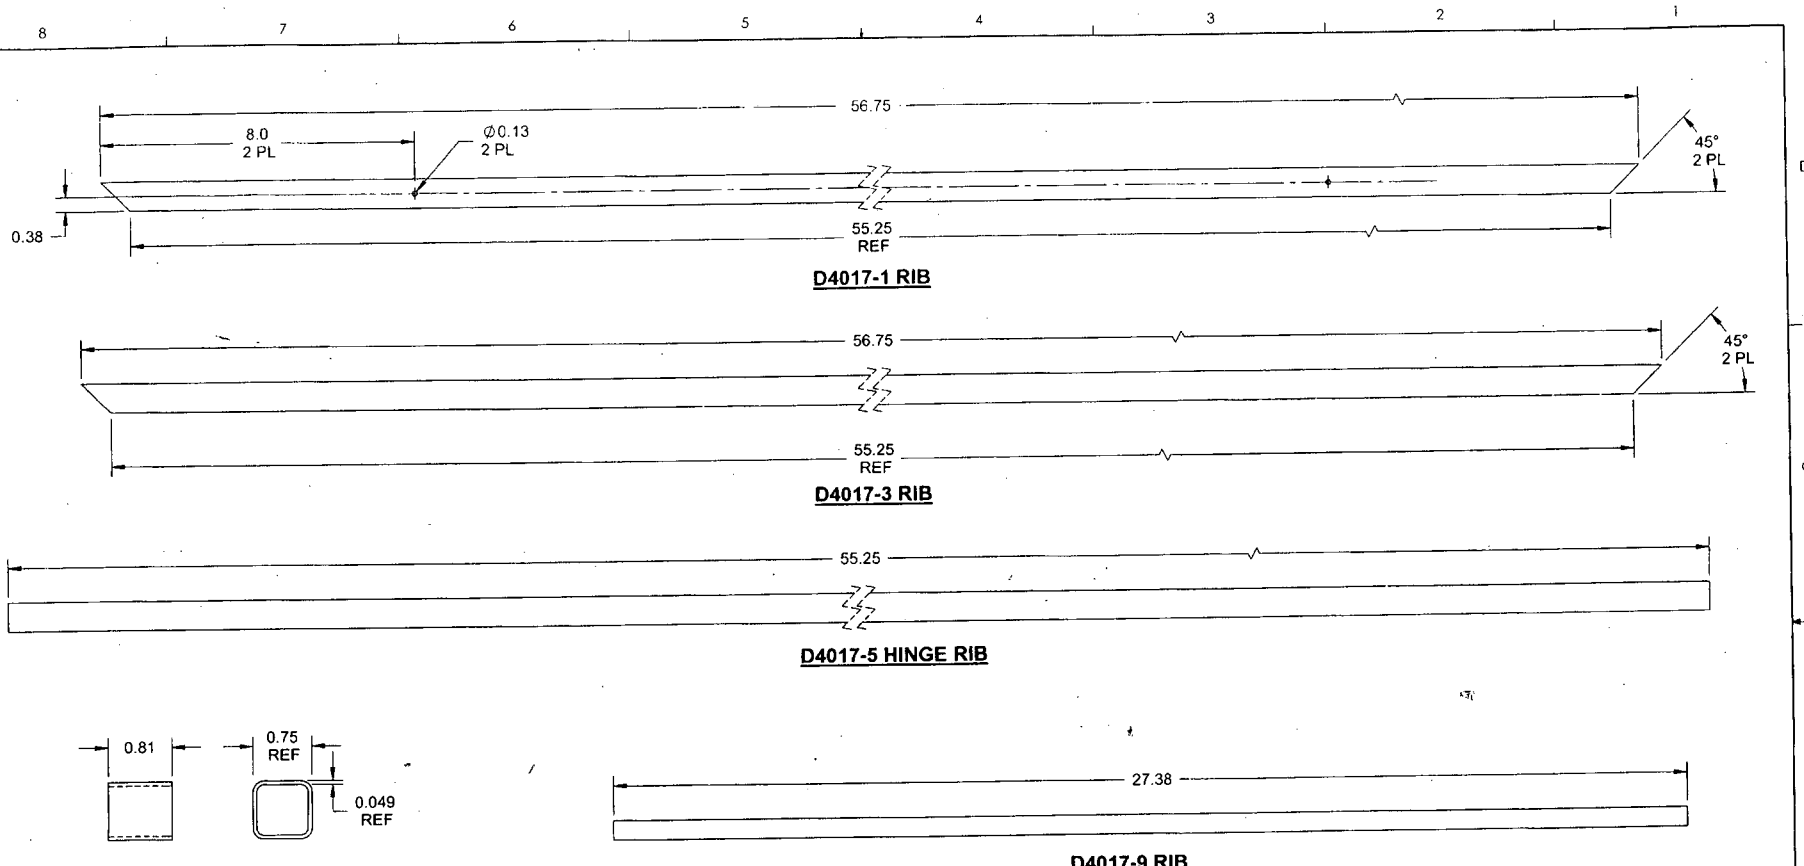 8 7 6 5 4 3 2 1
56.75
8.0
2 PL
Ø0.13
2 PL
45°
2 PL
D
0.38
55.25
REF
D4017-1 RIB
56.75
45°
2 PL
55.25
REF
D4017-3 RIB
55.25
D4017-5 HINGE RIB
0.81
0.75
REF
0.049
REF
27.38
D4017-9 RIB